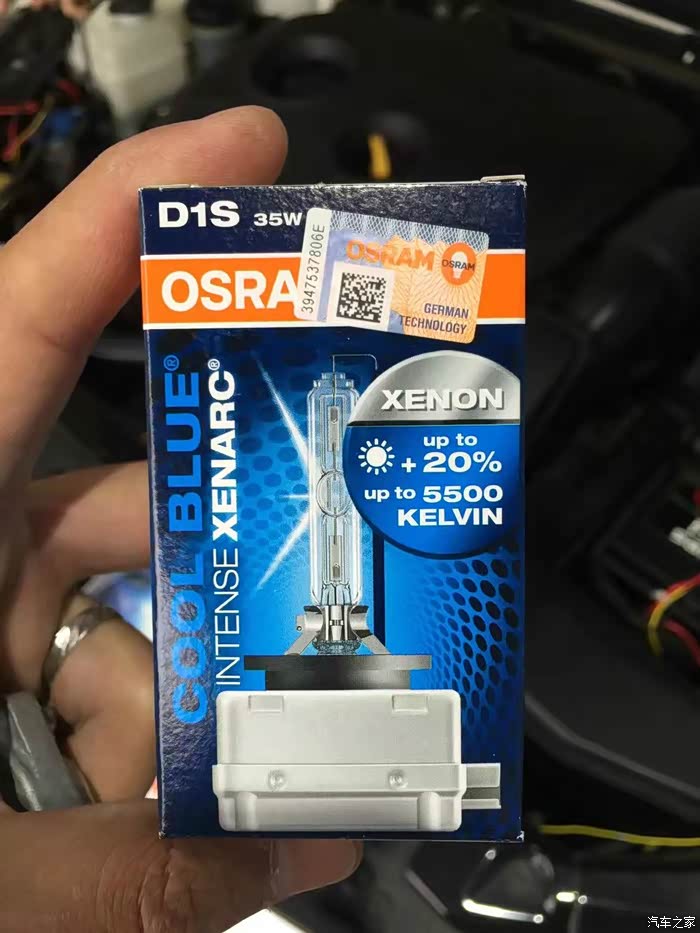 D1S 35W
OSRA
3947537806E
OSRAM
OSRAM
GERMAN
TECHNOLOGY
COOL BLUE®
INTENSE XENARC®
XENON
up to
+ 20%
up to 5500
KELVIN
汽车之家